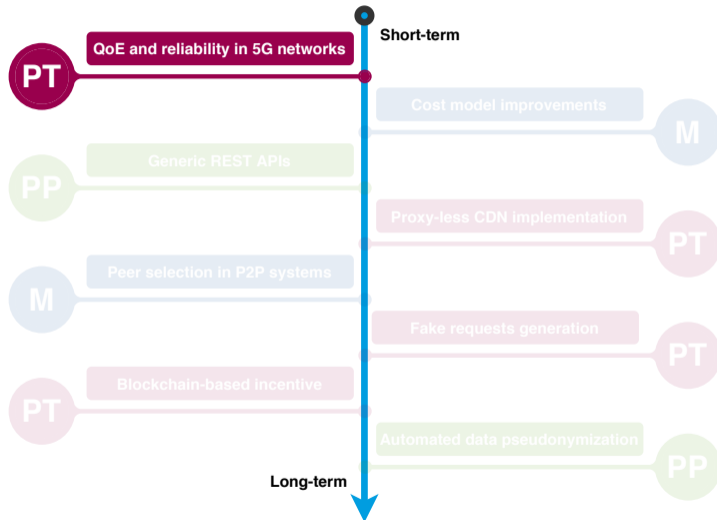 Short-term
QoE and reliability in 5G networks
PT
Cost model improvements
M
Generic REST APIs
PP
Proxy-less CDN implementation
PT
Peer selection in P2P systems
M
Fake requests generation
PT
Blockchain-based incentive
PT
Automated data pseudonymization
PP
Long-term